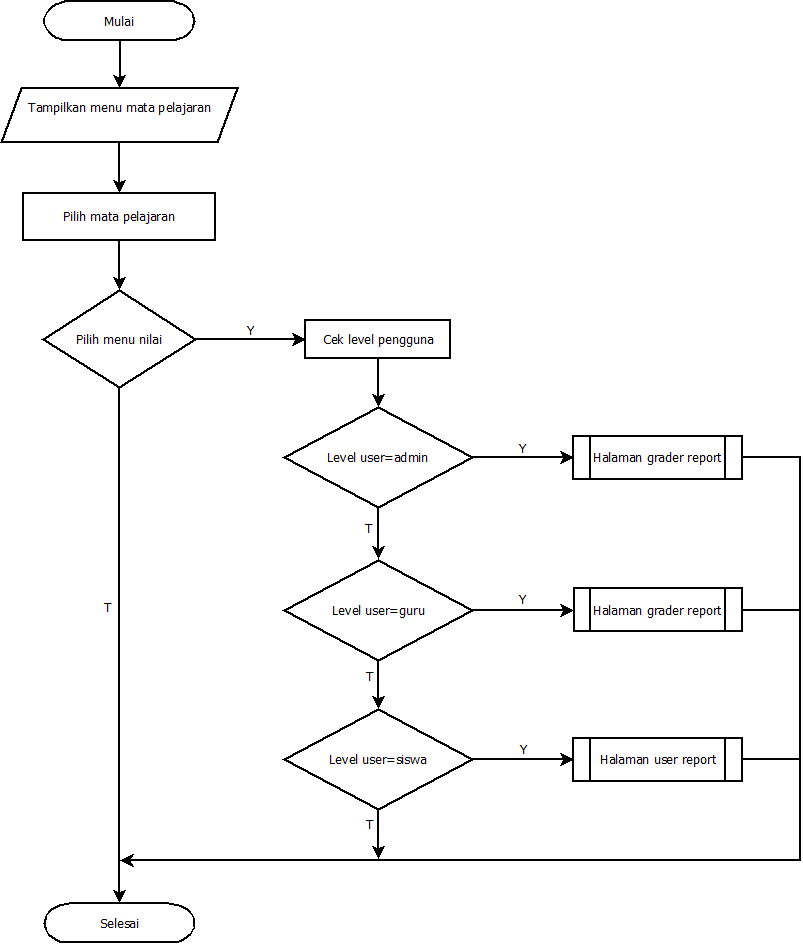 Mulai
Tampilkan menu mata pelajaran
Pilih mata pelajaran
Pilih menu nilai
Y
Cek level pengguna
Level user=admin
Y
Halaman grader report
T
Level user=guru
Y
Halaman grader report
T
T
Level user=siswa
Y
Halaman user report
T
Selesai